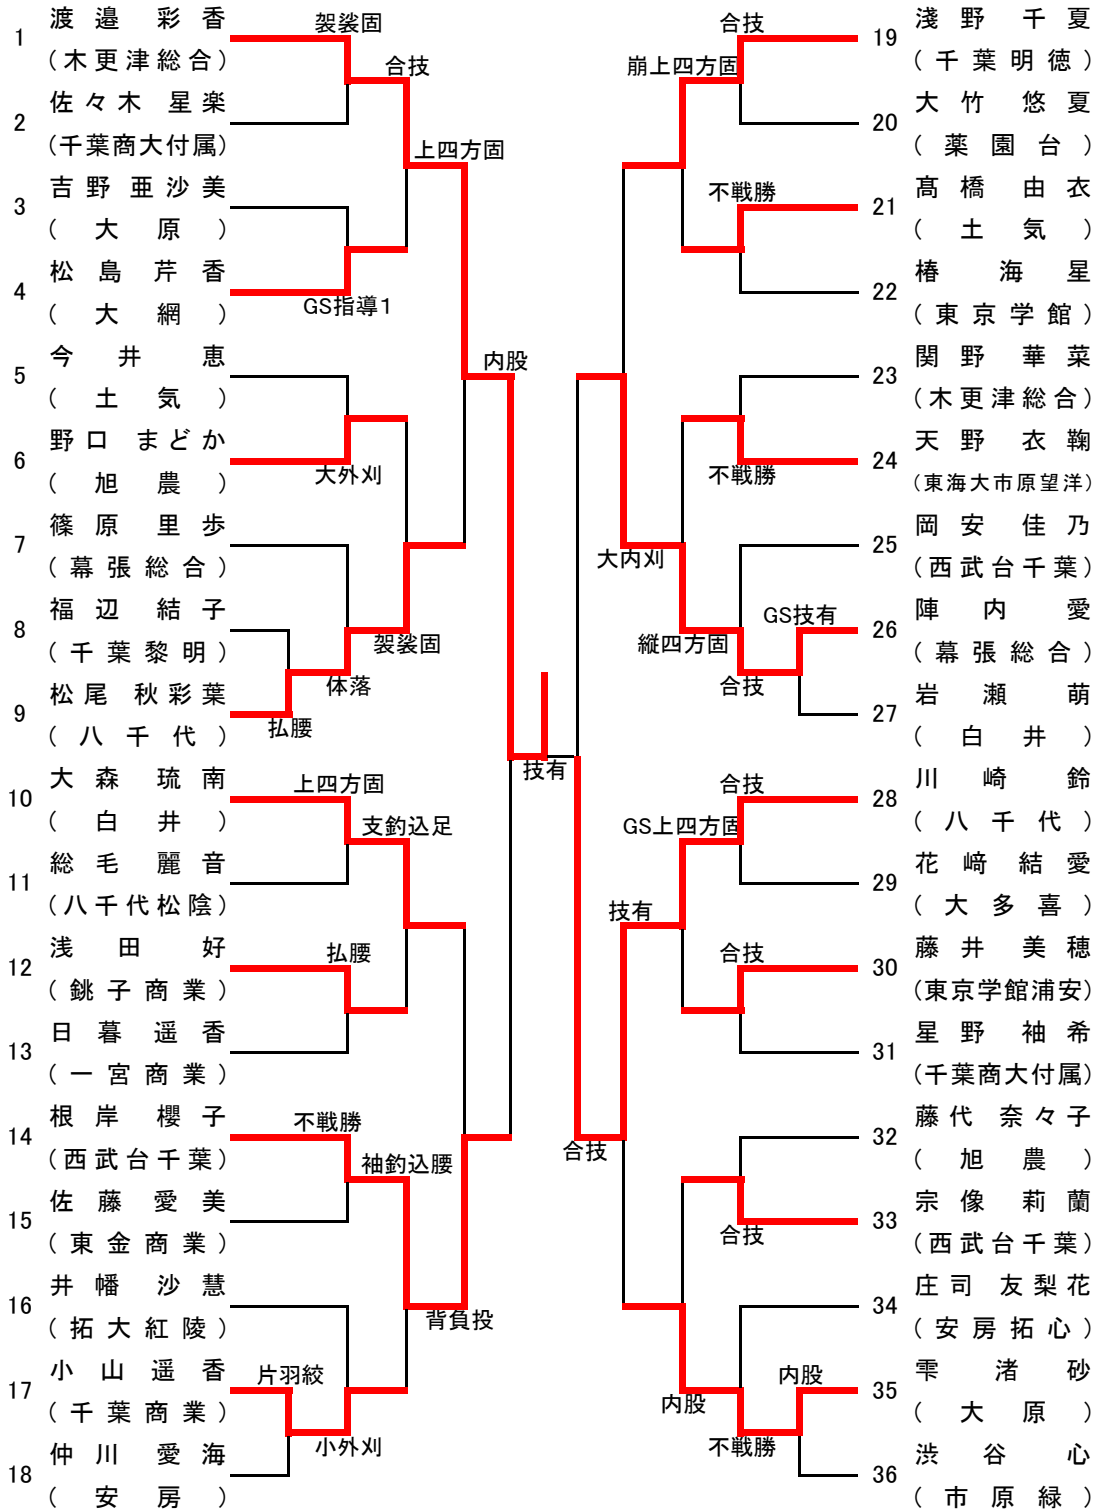 1 渡邉 彩香
(木更津総合)
2 佐々木 星楽
(千葉商大付属)
3 吉野 亜沙美
(大原)
4 松島 芹香
(大網)
5 今井 恵
(土気)
6 野口 まどか
(旭農)
7 篠原 里歩
(幕張総合)
8 福辺 結子
(千葉黎明)
9 松尾 秋彩葉
(八千代)
10 大森 琉南
(白井)
11 総毛 麗音
(八千代松陰)
12 浅田 好
(銚子商業)
13 日暮 遥香
(一宮商業)
14 根岸 櫻子
(西武台千葉)
15 佐藤 愛美
(東金商業)
16 井幡 沙慧
(拓大紅陵)
17 小山 遥香
(千葉商業)
18 仲川 愛海
(安房)
袈裟固
合技
上四方固
GS指導1
内股
大外刈
袈裟固
体落
払腰
上四方固
支釣込足
払腰
不戦勝
袖釣込腰
背負投
片羽絞
小外刈
技有
合技
崩上四方固
不戦勝
不戦勝
大内刈
GS技有
縦四方固
合技
合技
GS上四方固
技有
合技
合技
合技
内股
内股
不戦勝
19 淺野 千夏
(千葉明徳)
20 大竹 悠夏
(薬園台)
21 髙橋 由衣
(土気)
22 椿 海星
(東京学館)
23 関野 華菜
(木更津総合)
24 天野 衣鞠
(東海大市原望洋)
25 岡安 佳乃
(西武台千葉)
26 陣内 愛
(幕張総合)
27 岩瀬 萌
(白井)
28 川崎 鈴
(八千代)
29 花﨑 結愛
(大多喜)
30 藤井 美穂
(東京学館浦安)
31 星野 袖希
(千葉商大付属)
32 藤代 奈々子
(旭農)
33 宗像 莉蘭
(西武台千葉)
34 庄司 友梨花
(安房拓心)
35 雫 渚砂
(大原)
36 渋谷 心
(市原緑)